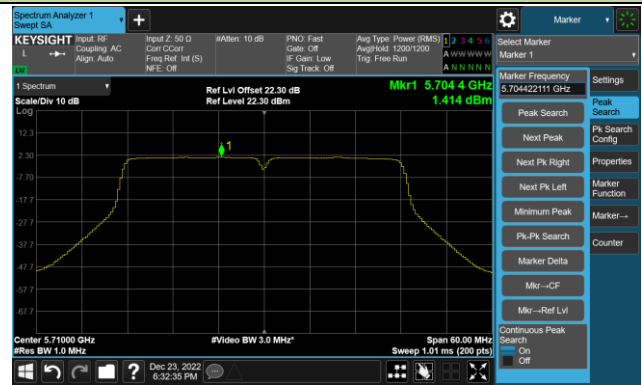 Spectrum Analyzer 1
Swept SA
+
Marker
KEYSIGHT
L
LW
Input: RF
Coupling: AC
Align: Auto
Input Z: 50 Ω
Corr CCorr
Freq Ref: Int (S)
NFE: Off
#Atten: 10 dB
PNO: Fast
Gate: Off
IF Gain: Low
Sig Track: Off
Avg Type: Power (RMS)
Avg|Hold: 1200/1200
Trig: Free Run
1 2 3 4 5 6
A W W W W W
A N N N N N
Select Marker
Marker 1
1 Spectrum
Scale/Div 10 dB
Ref Lvl Offset 22.30 dB
Ref Level 22.30 dBm
Mkr1 5.704 4 GHz
1.414 dBm
Log
12.3
2.30
-7.70
-17.7
-27.7
-37.7
-47.7
-57.7
-67.7
1
Center 5.71000 GHz
#Res BW 1.0 MHz
#Video BW 3.0 MHz*
Span 60.00 MHz
Sweep 1.01 ms (200 pts)
Marker Frequency
5.704422111 GHz
Peak Search
Next Peak
Next Pk Right
Next Pk Left
Minimum Peak
Pk-Pk Search
Marker Delta
Mkr→CF
Mkr→Ref Lvl
Continuous Peak
Search
On
Off
Settings
Peak
Search
Pk Search
Config
Properties
Marker
Function
Marker→
Counter
?
Dec 23, 2022
6:32:35 PM